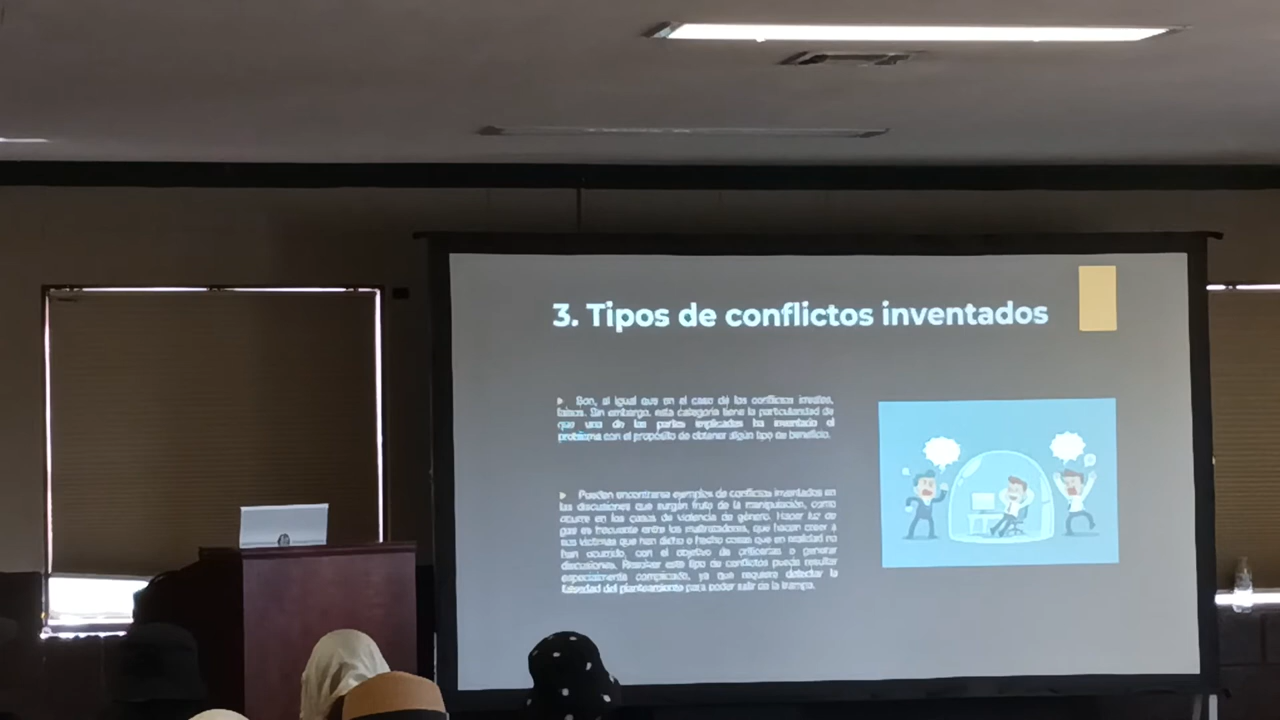 3. Tipos de conflictos inventados
Son, al igual que en el caso de los conflictos irreales,
falsos. Sin embargo, esta categoría tiene la particularidad de
que una de las partes implicadas ha inventado el
problema con el propósito de obtener algún tipo de beneficio.
Pueden encontrarse ejemplos de conflictos inventados en
las discusiones que surgen fruto de la manipulación, como
ocurre en los casos de violencia de género. Hacer luz de
gas es frecuente entre los maltratadores, que hacen creer a
sus víctimas que han dicho o hecho cosas que en realidad no
han ocurrido, con el objetivo de criticarlas o generar
discusiones. Resolver este tipo de conflictos puede resultar
especialmente complicado, ya que requiere detectar la
falsedad del planteamiento para poder salir de la trampa.